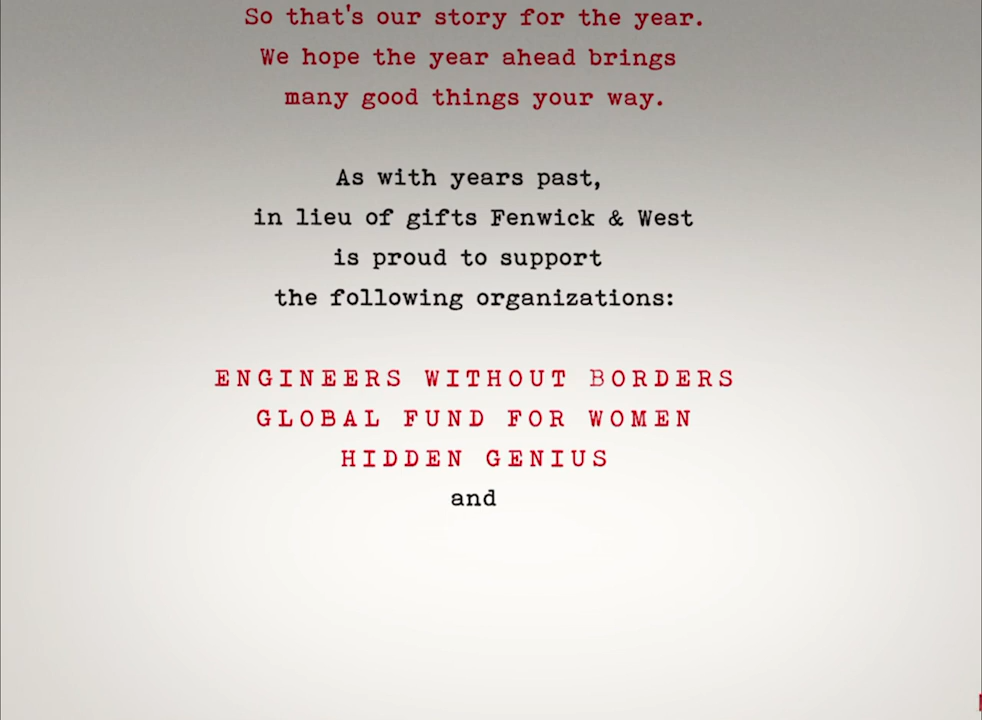 So that's our story for the year.
We hope the year ahead brings
many good things your way.
As with years past,
in lieu of gifts Fenwick & West
is proud to support
the following organizations:
ENGINEERS WITHOUT BORDERS
GLOBAL FUND FOR WOMEN
HIDDEN GENIUS
and